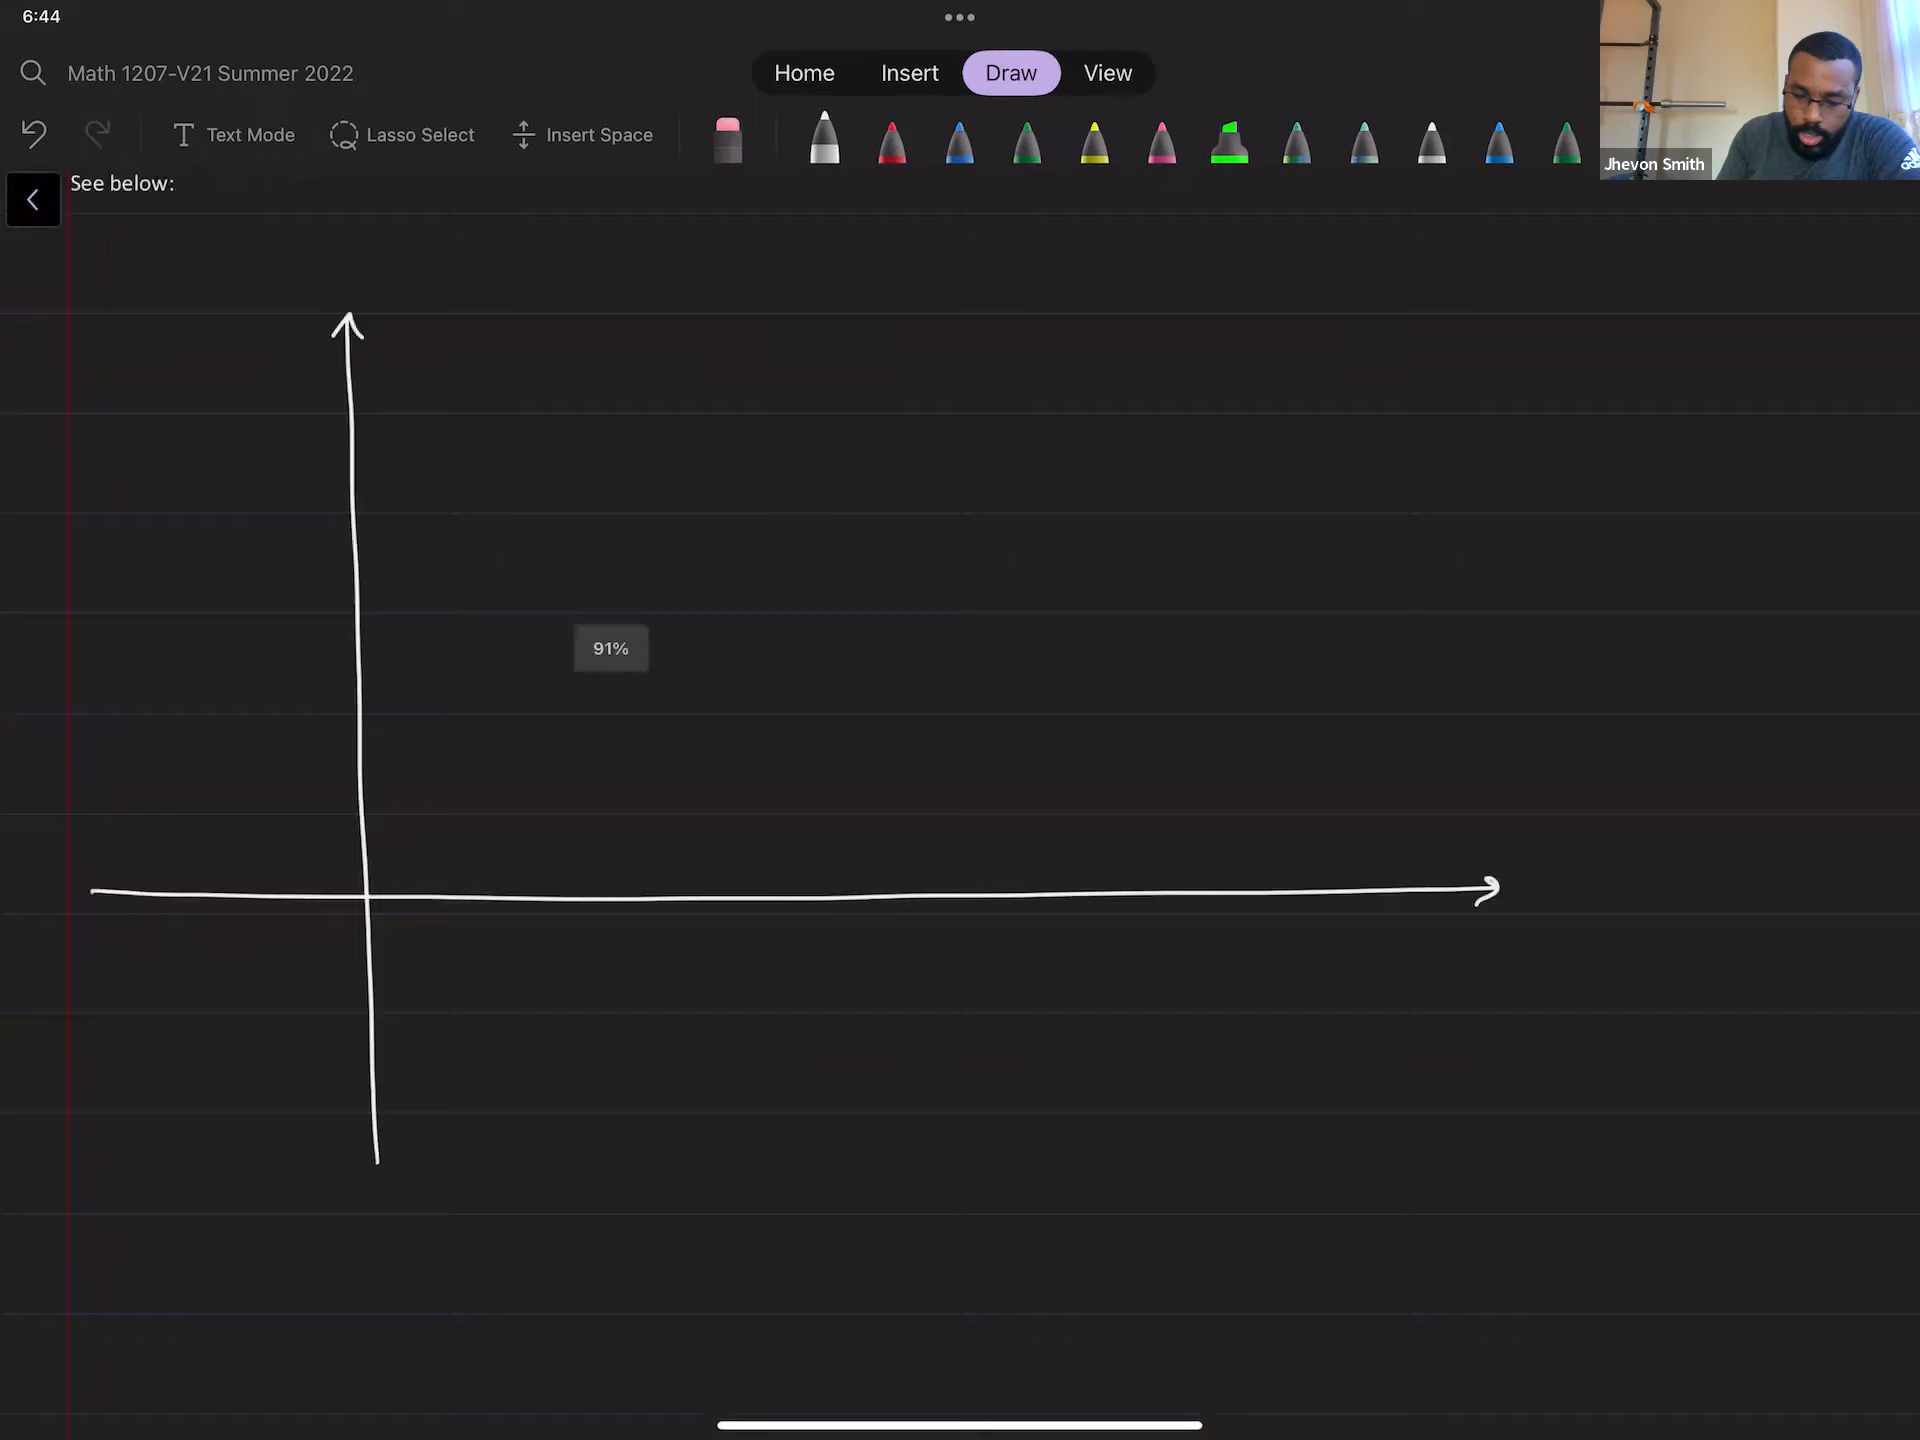 6:44
Math 1207-V21 Summer 2022
Home Insert Draw View
Text Mode Lasso Select Insert Space
Jhevon Smith
See below:
91%